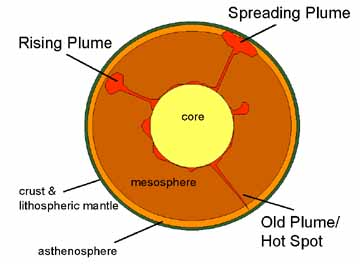 Spreading Plume
Rising Plume
core
mesosphere
crust &
lithospheric mantle
Old Plume/
Hot Spot
asthenosphere